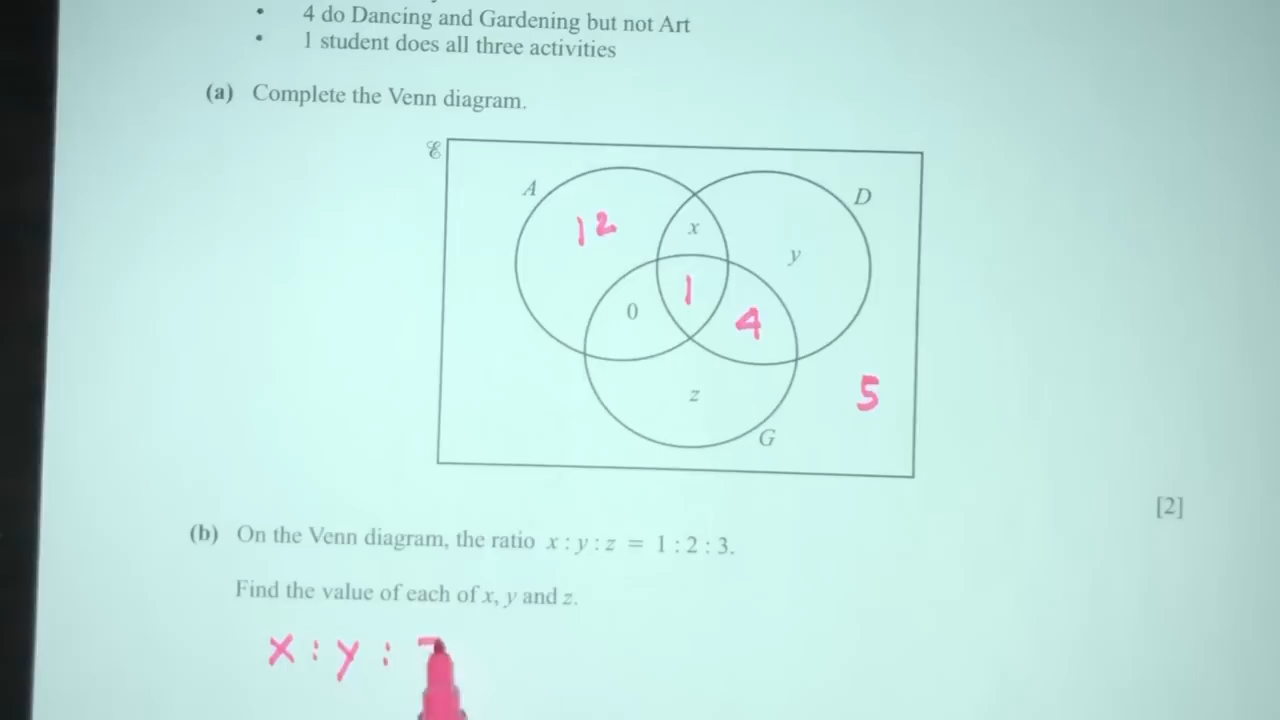 • 4 do Dancing and Gardening but not Art
• 1 student does all three activities
(a) Complete the Venn diagram.
ℰ
A
D
12
x
y
1
0
4
z
5
G
[2]
(b) On the Venn diagram, the ratio x : y : z = 1 : 2 : 3.
Find the value of each of x, y and z.
x : y :